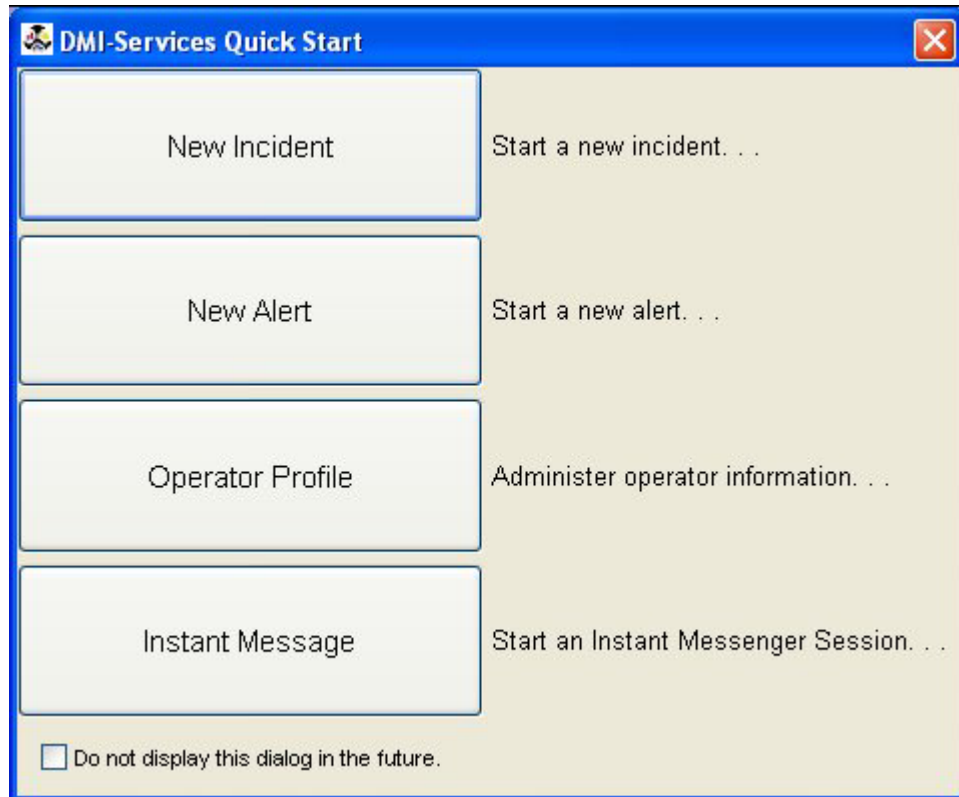 DMI-Services Quick Start
New Incident
Start a new incident. . .
New Alert
Start a new alert. . .
Operator Profile
Administer operator information. . .
Instant Message
Start an Instant Messenger Session. . .
Do not display this dialog in the future.